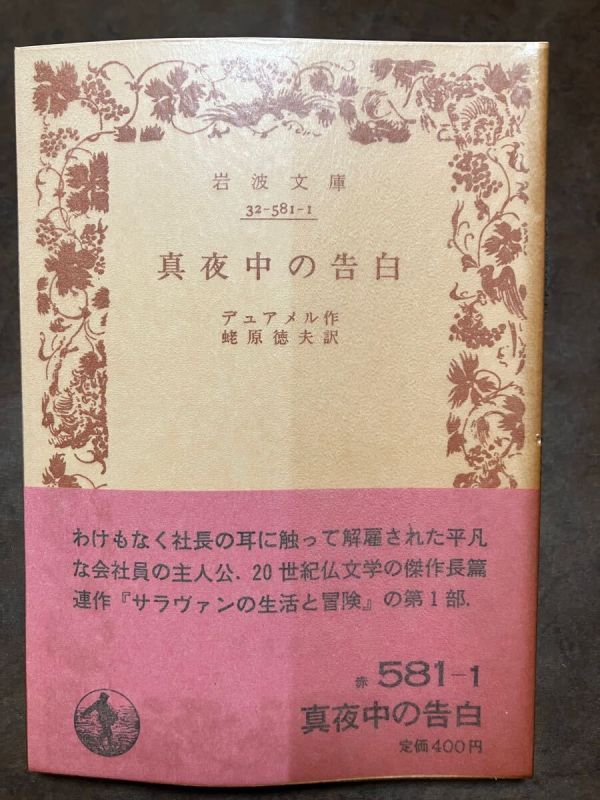 岩波文庫
32-581-1
真夜中の告白
デュアメル作
蛯原徳夫訳
わけもなく社長の耳に触って解雇された平凡
な会社員の主人公. 20世紀仏文学の傑作長篇
連作『サラヴァンの生活と冒険』の第1部.
赤 581-1
真夜中の告白
定価400円